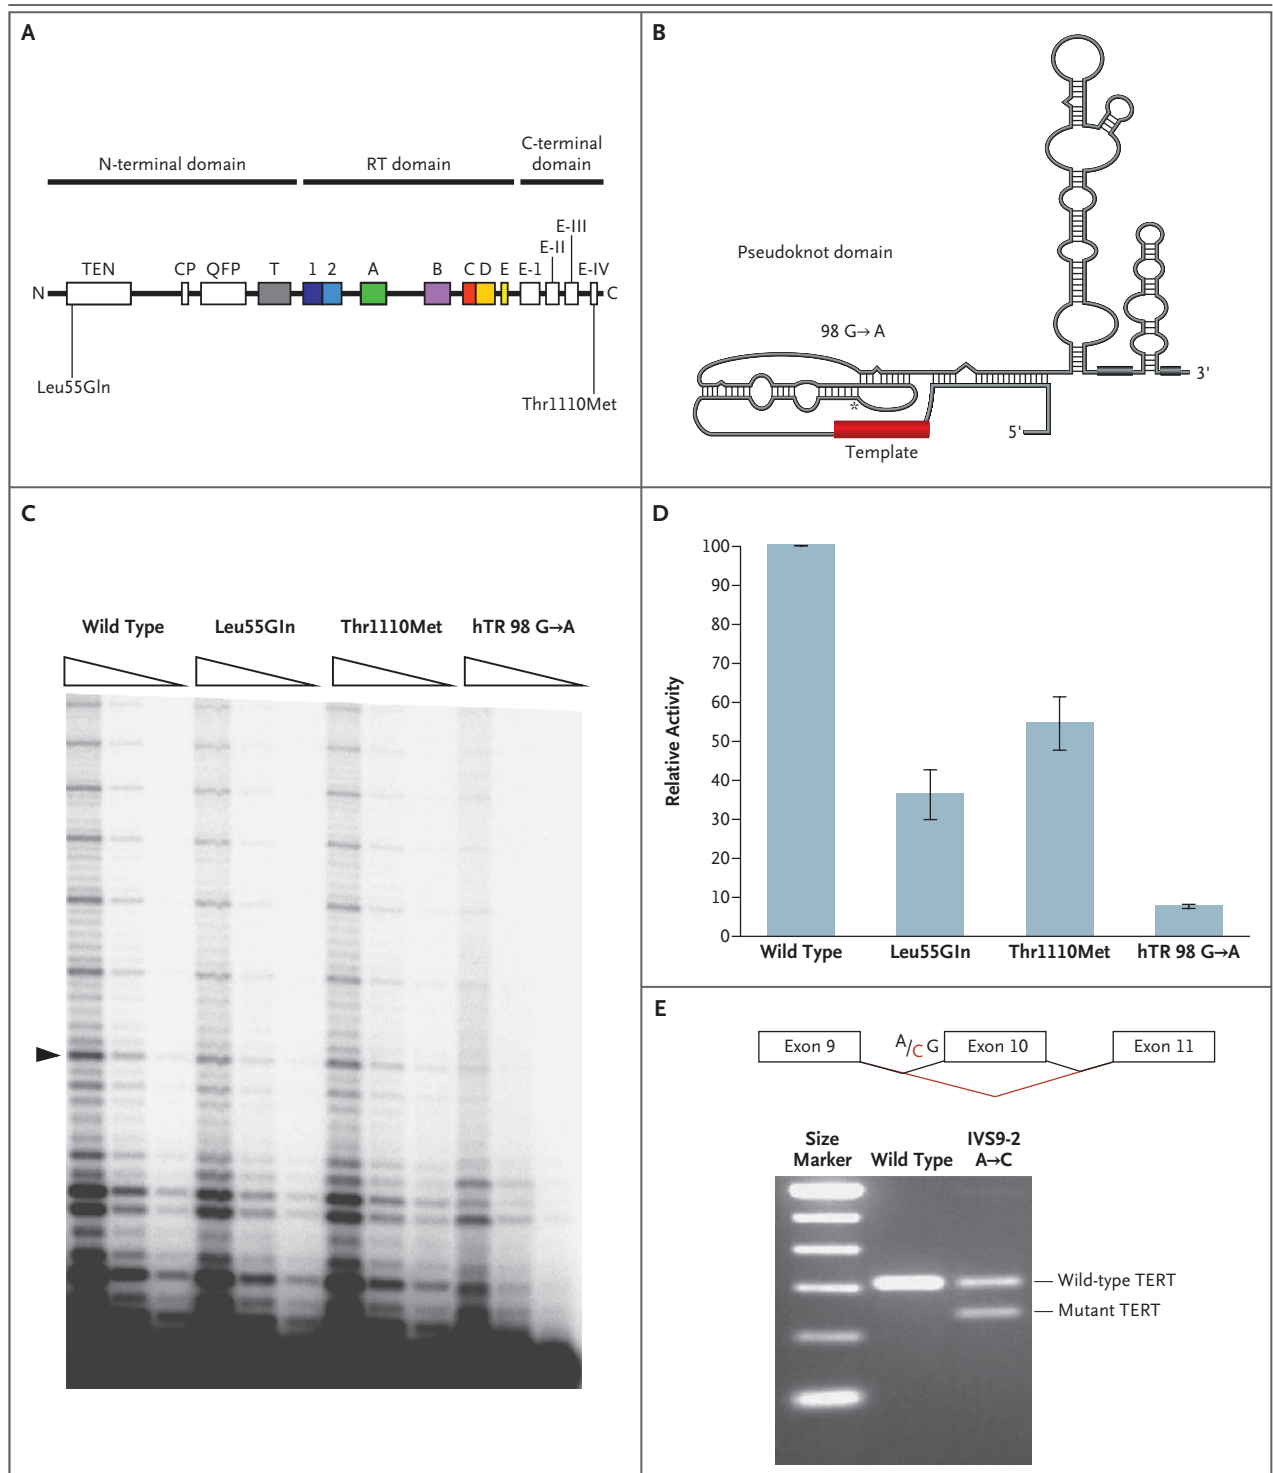 A
N-terminal domain
RT domain
C-terminal
domain
E-III
E-II
TEN
CP
QFP
T
1
2
A
B
C
D
E
E-1
E-IV
N
C
Leu55Gln
Thr1110Met
B
Pseudoknot domain
98 G→A
3'
*
5'
Template
C
Wild Type
Leu55GIn
Thr1110Met
hTR 98 G→A
D
100
90
80
70
60
50
40
30
20
10
0
Relative Activity
Wild Type
Leu55GIn
Thr1110Met
hTR 98 G→A
E
Exon 9
A/C G
Exon 10
Exon 11
Size
Marker
Wild Type
IVS9-2
A→C
Wild-type TERT
Mutant TERT